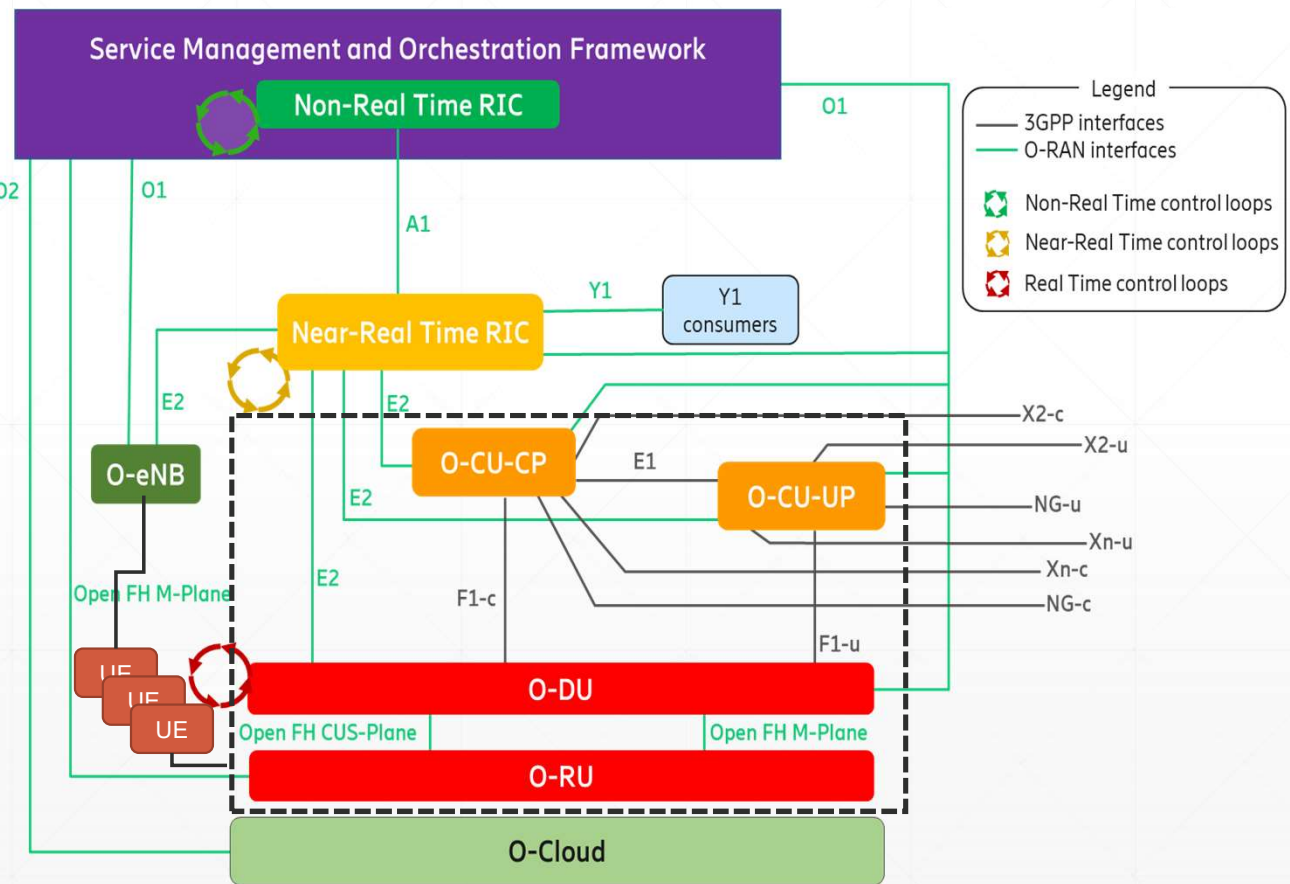 Service Management and Orchestration Framework
Non-Real Time RIC
O1
Legend
3GPP interfaces
O-RAN interfaces
Non-Real Time control loops
Near-Real Time control loops
Real Time control loops
O2
O1
A1
Y1
Y1
consumers
Near-Real Time RIC
E2
E2
X2-c
O-CU-CP
E1
X2-u
O-eNB
O-CU-UP
E2
NG-u
Xn-u
Xn-c
E2
Open FH M-Plane
F1-c
NG-c
F1-u
UE
UE
UE
O-DU
Open FH CUS-Plane
Open FH M-Plane
O-RU
O-Cloud